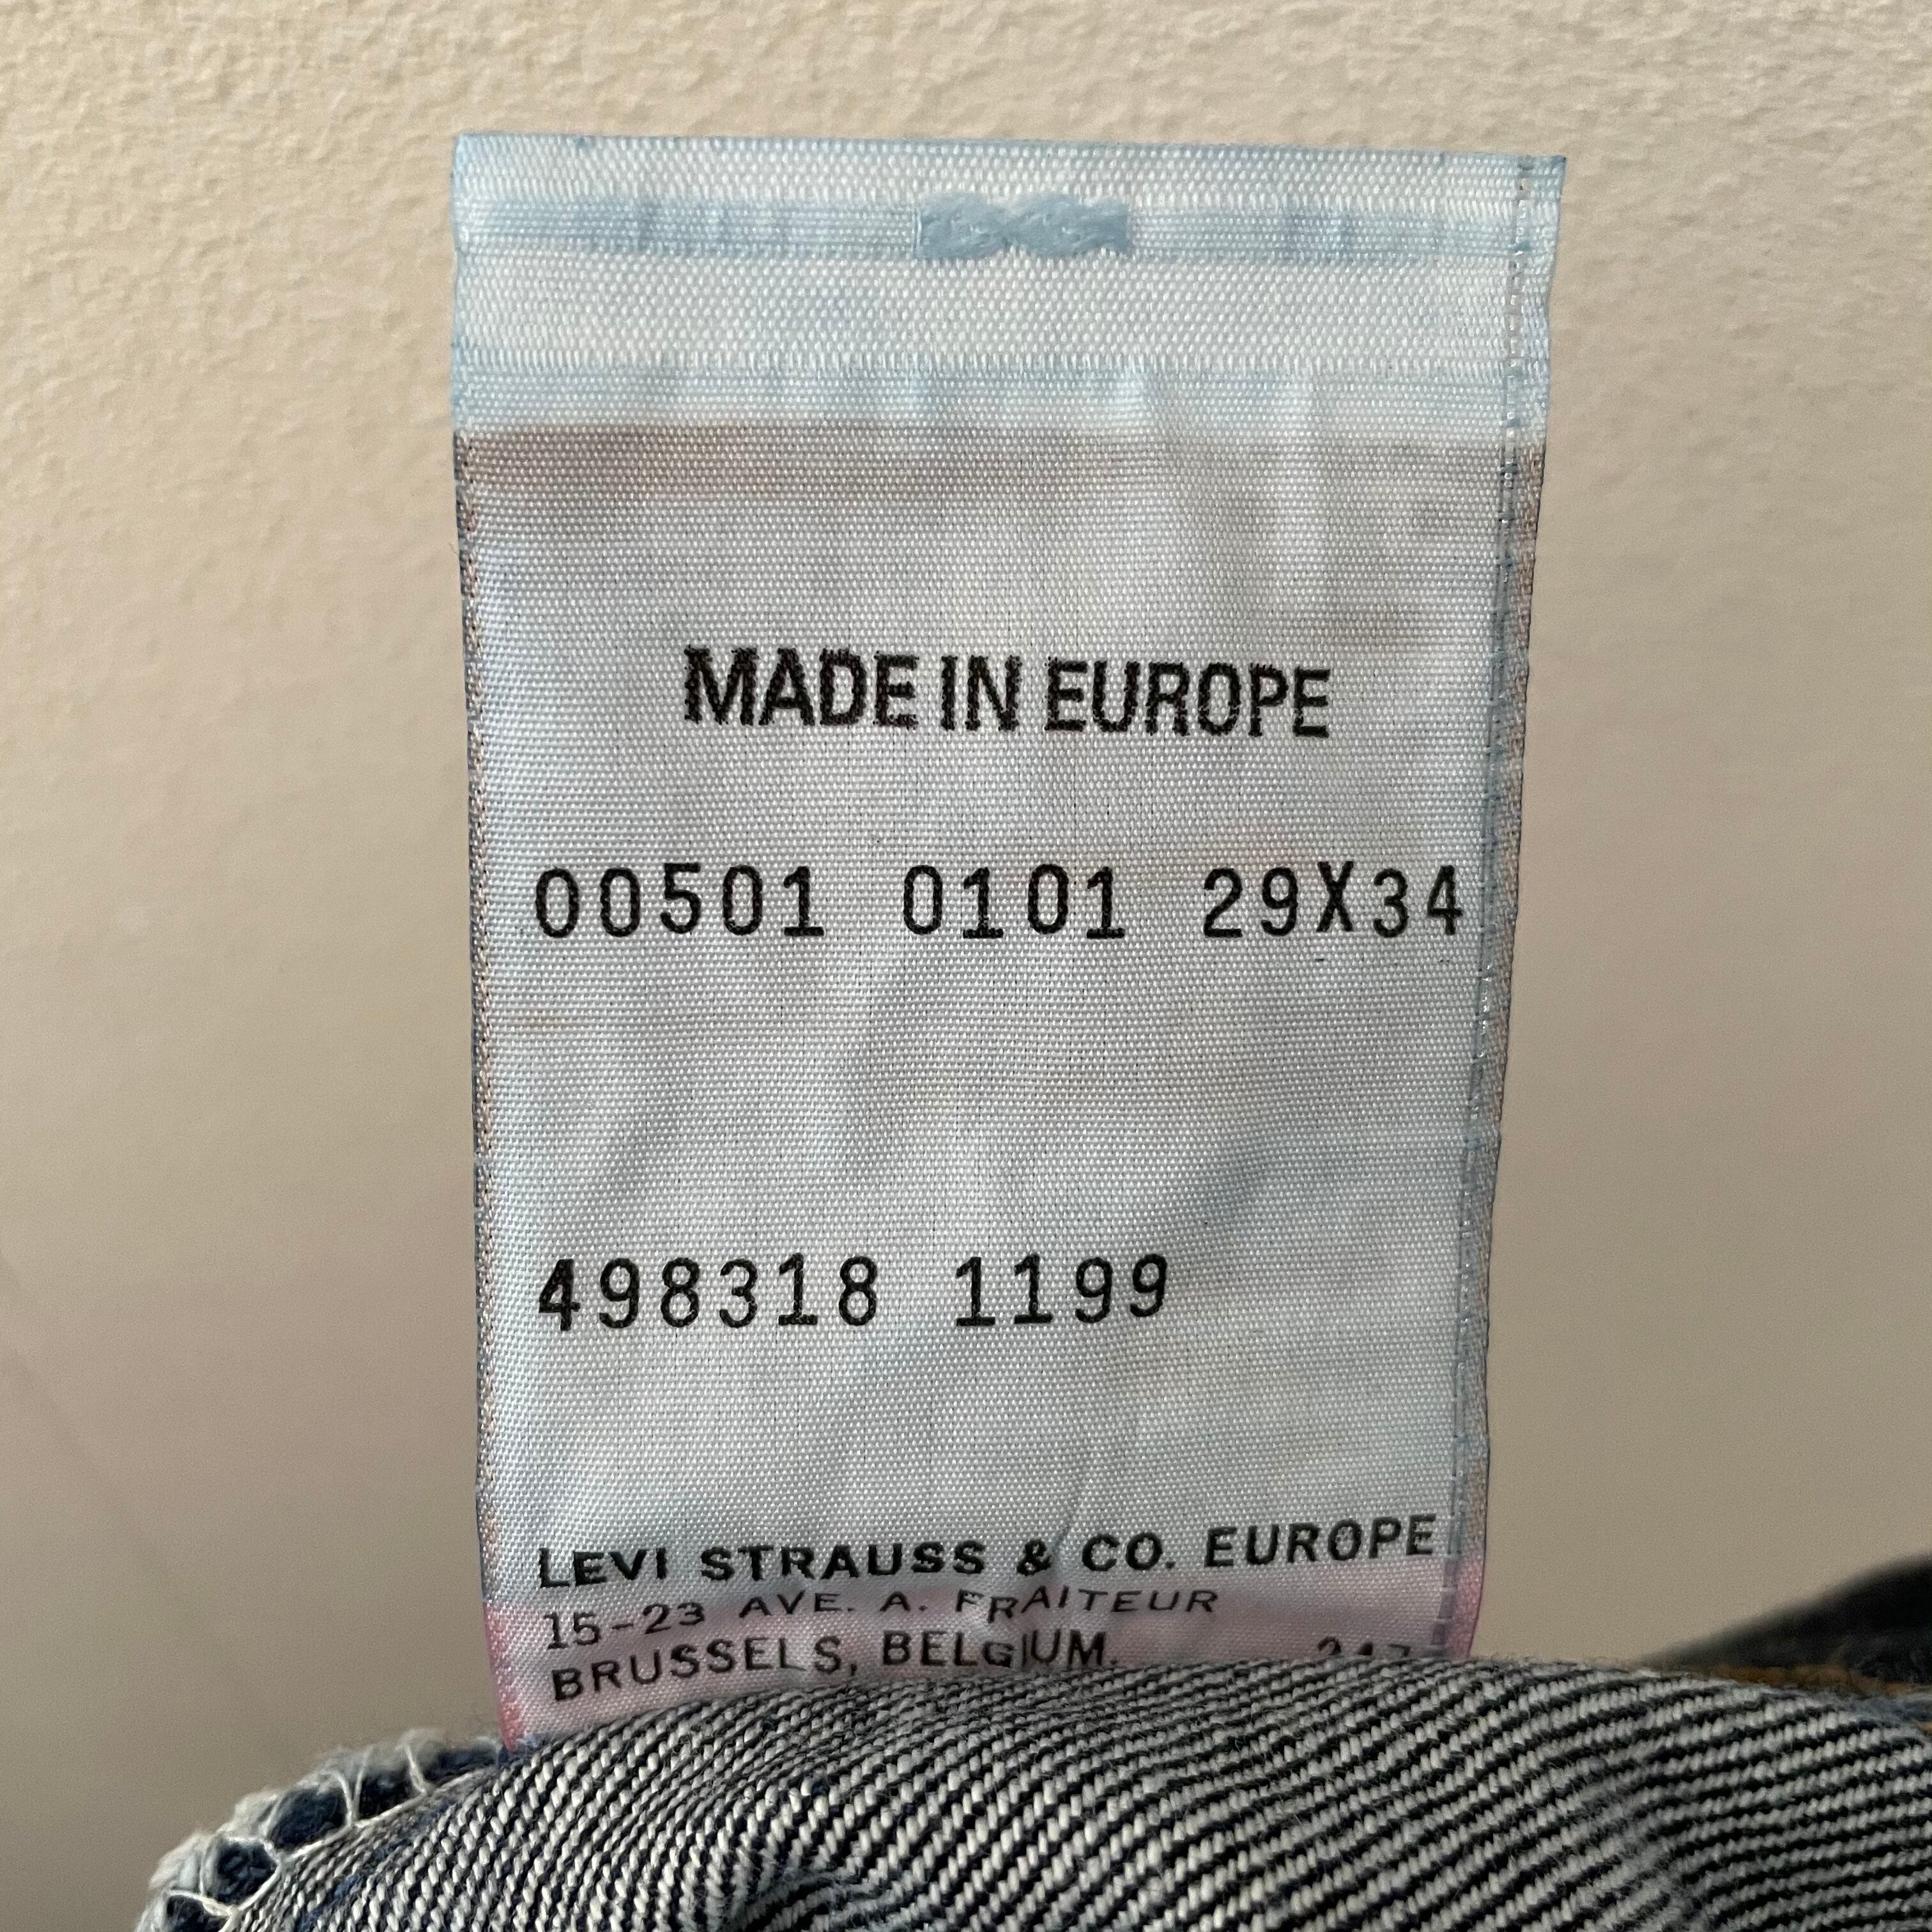 MADE IN EUROPE
00501 0101 29X34
498318 1199
LEVI STRAUSS & CO. EUROPE
15-23 AVE. A. FRAITEUR
BRUSSELS, BELGIUM.